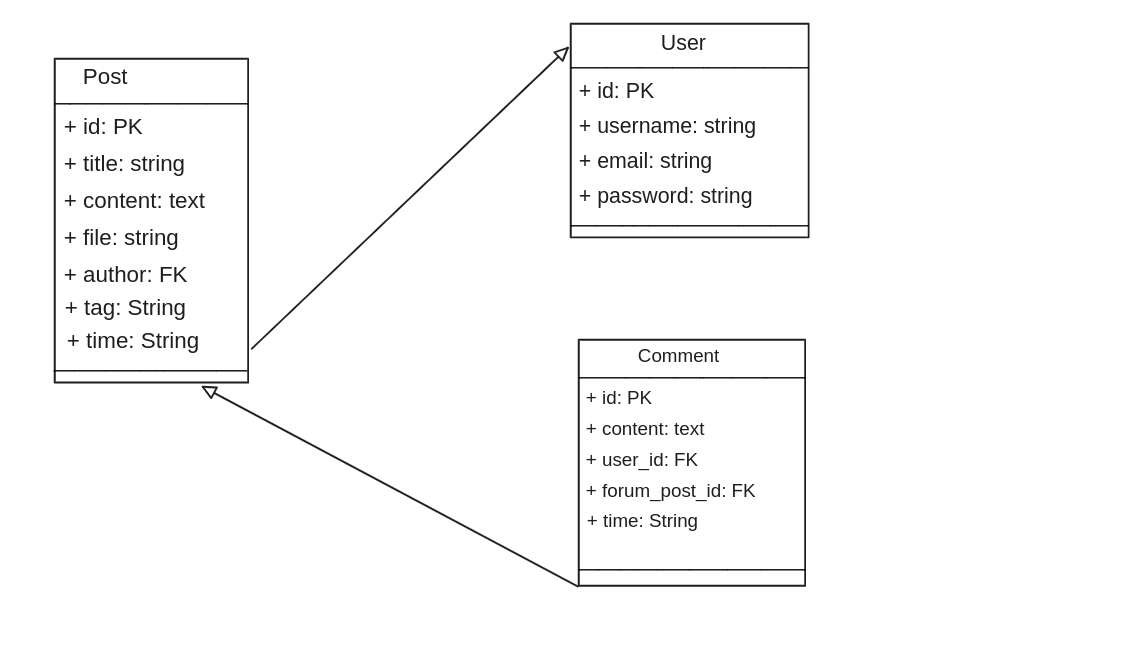 Post
+ id: PK
+ title: string
+ content: text
+ file: string
+ author: FK
+ tag: String
+ time: String
User
+ id: PK
+ username: string
+ email: string
+ password: string
Comment
+ id: PK
+ content: text
+ user_id: FK
+ forum_post_id: FK
+ time: String